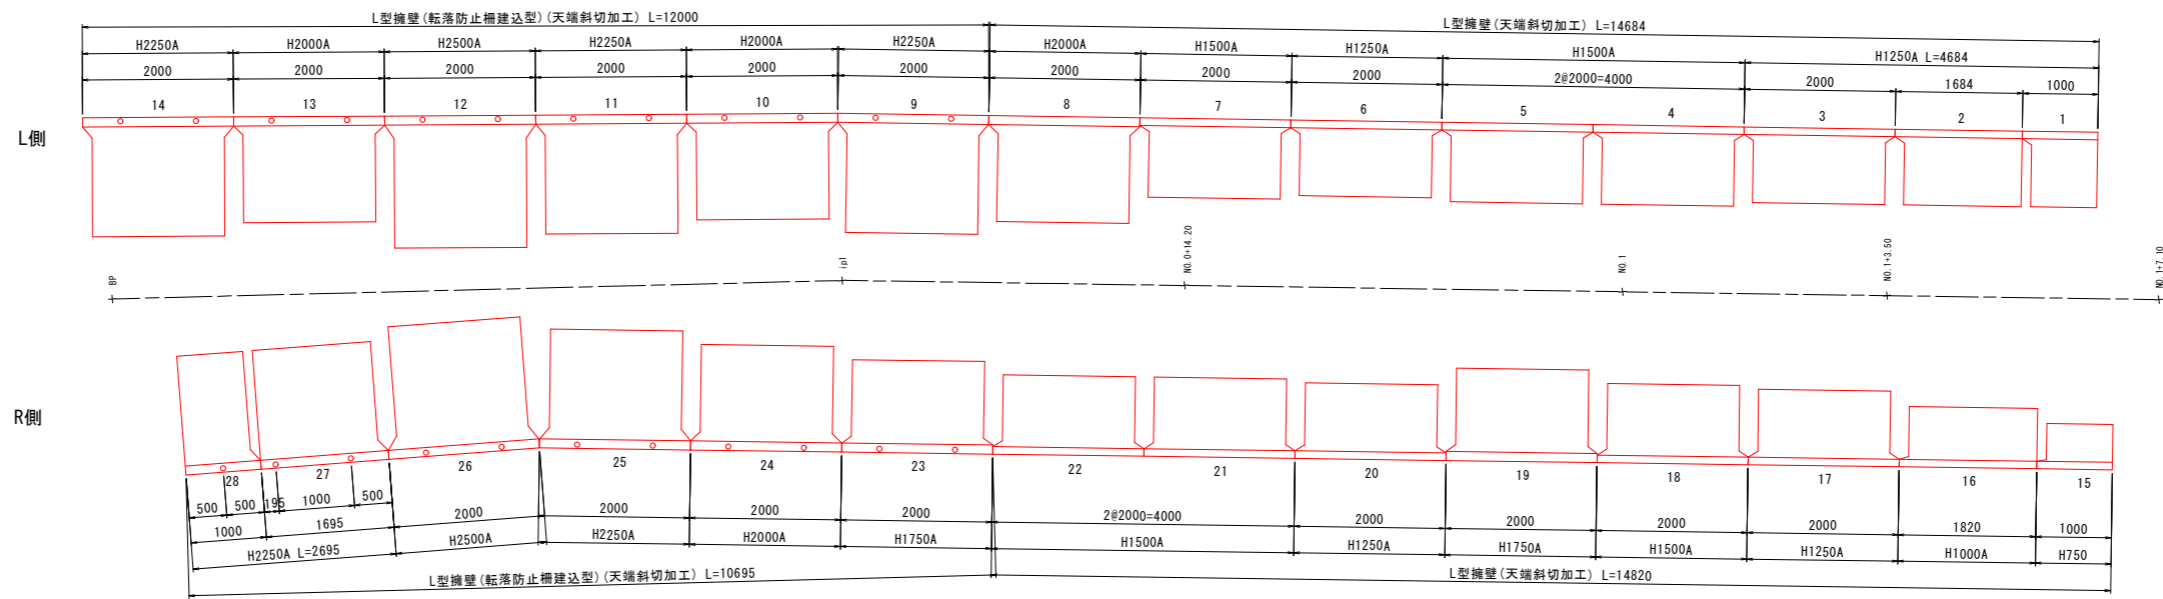 L型擁壁(転落防止柵建込型)(天端斜切加工) L=12000
L型擁壁(天端斜切加工) L=14684
H2250A H2000A H2500A H2250A H2000A H2250A H2000A H1500A H1250A H1500A H1250A L=4684
2000 2000 2000 2000 2000 2000 2000 2000 2000 2@2000=4000 2000 1684 1000
14 13 12 11 10 9 8 7 6 5 4 3 2 1
L側
BP ip1 NO.0+14.20 NO.1 NO.1+3.50 NO.1+7.10
R側
28 27 26 25 24 23 22 21 20 19 18 17 16 15
500 500 195 1000 500
1000 1695 2000 2000 2000 2000 2@2000=4000 2000 2000 2000 2000 1820 1000
H2250A L=2695 H2500A H2250A H2000A H1750A H1500A H1250A H1750A H1500A H1250A H1000A H750
L型擁壁(転落防止柵建込型)(天端斜切加工) L=10695
L型擁壁(天端斜切加工) L=14820